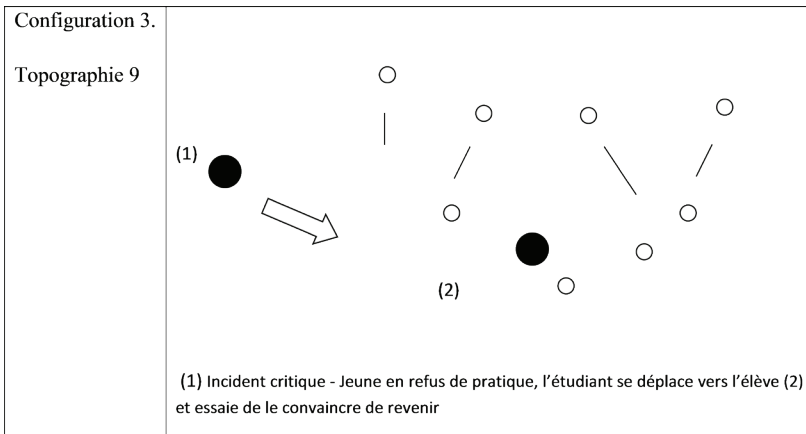 Configuration 3.
Topographie 9
(1)
(2)
(1) Incident critique - Jeune en refus de pratique, l’étudiant se déplace vers l’élève (2)
et essaie de le convaincre de revenir